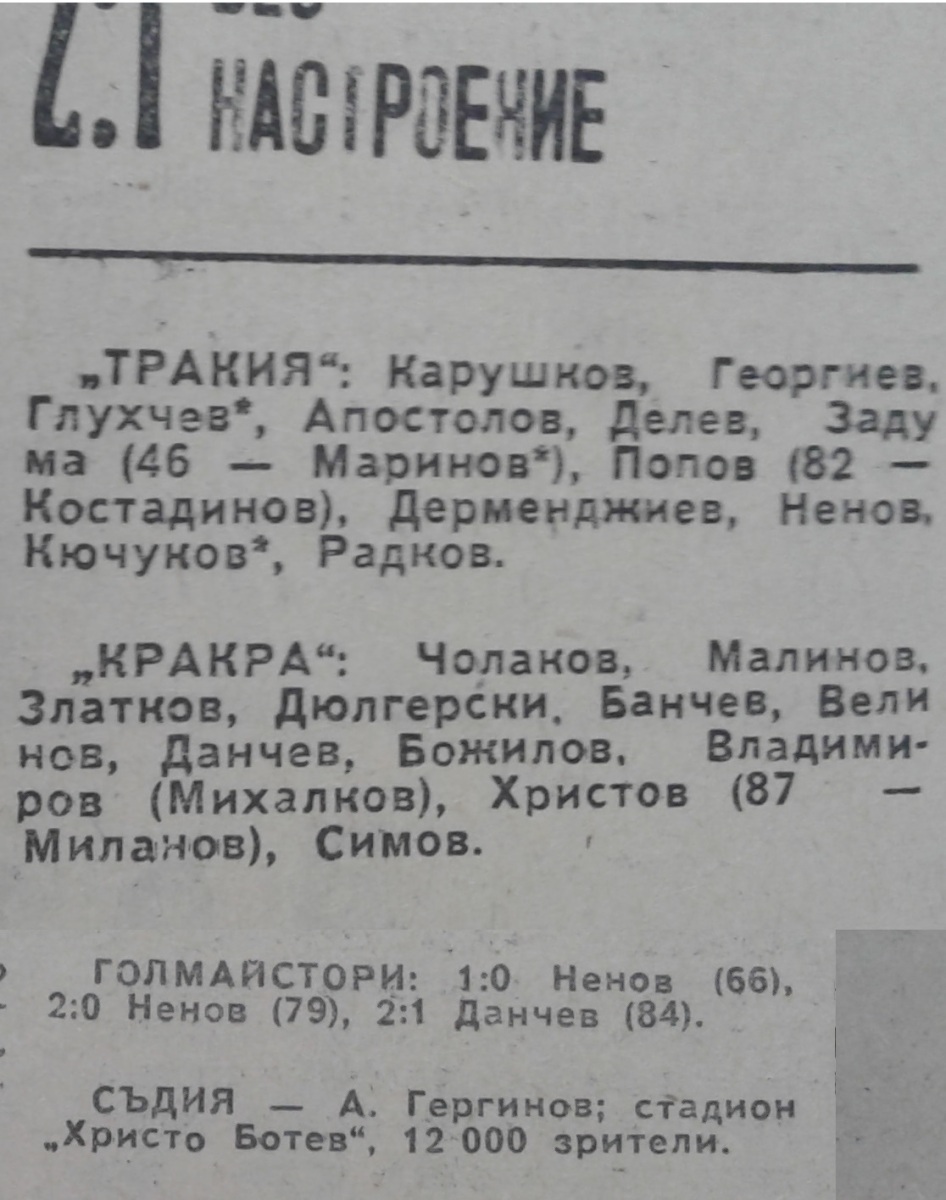 2:1
НАСТРОЕНИЕ
„ТРАКИЯ“: Карушков, Георгиев,
Глухчев*, Апостолов, Делев, Заду
ма (46 — Маринов*), Попов (82 —
Костадинов), Дерменджиев, Ненов,
Кючуков*, Радков.
„КРАКРА“: Чолаков, Малинов,
Златков, Дюлгерски, Банчев, Вели
нов, Данчев, Божилов, Владими-
ров (Михалков), Христов (87 —
Миланов), Симов.
ГОЛМАЙСТОРИ: 1:0 Ненов (66),
2:0 Ненов (79), 2:1 Данчев (84).
СЪДИЯ — А. Гергинов; стадион
„Христо Ботев“, 12 000 зрители.